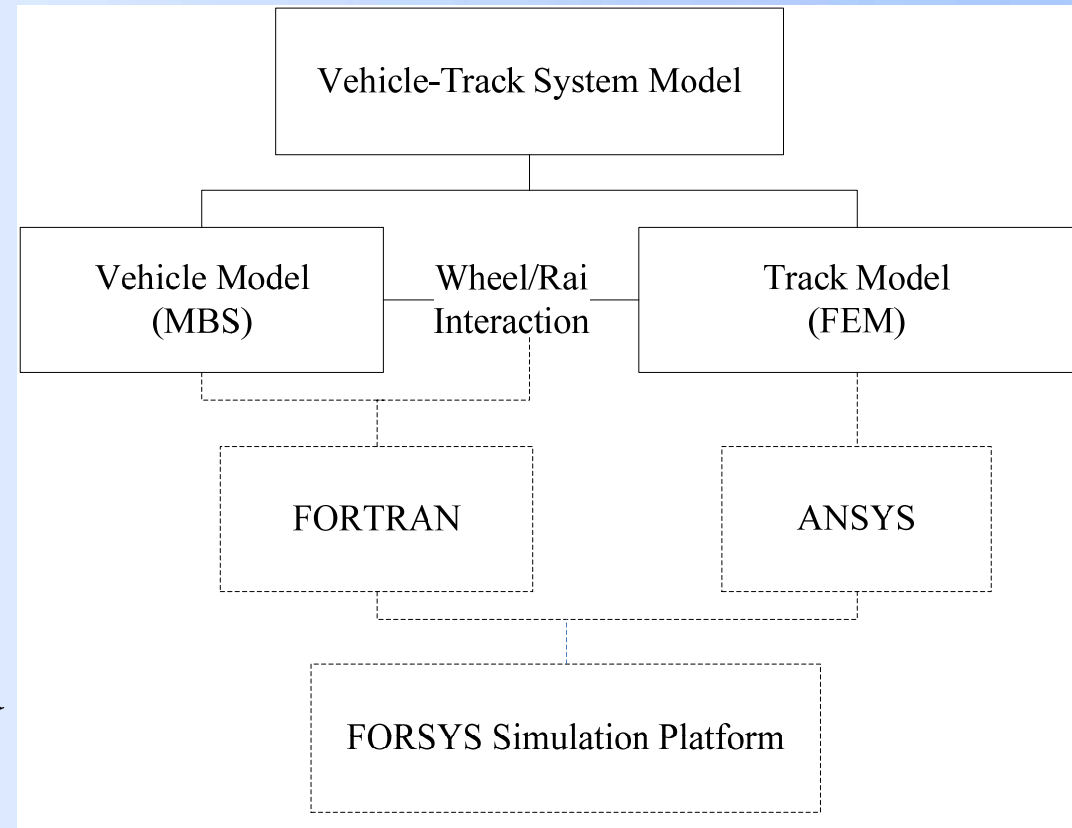 Vehicle-Track System Model
Vehicle Model
(MBS)
Wheel/Rai
Interaction
Track Model
(FEM)
FORTRAN
ANSYS
FORSYS Simulation Platform